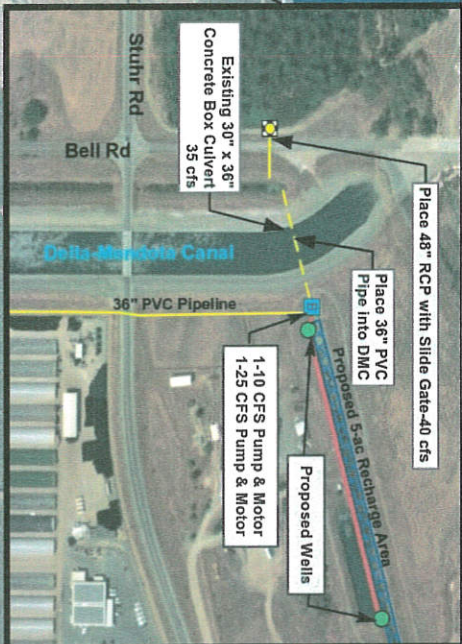 Place 48" RCP with Slide Gate-40 cfs
Stuhr Rd
Bell Rd
Existing 30" x 36"
Concrete Box Culvert
35 cfs
Place 36" PVC
Pipe into DMC
Delta-Mendota Canal
36" PVC Pipeline
Proposed 5-ac Recharge Area
1-10 CFS Pump & Motor
1-25 CFS Pump & Motor
Proposed Wells